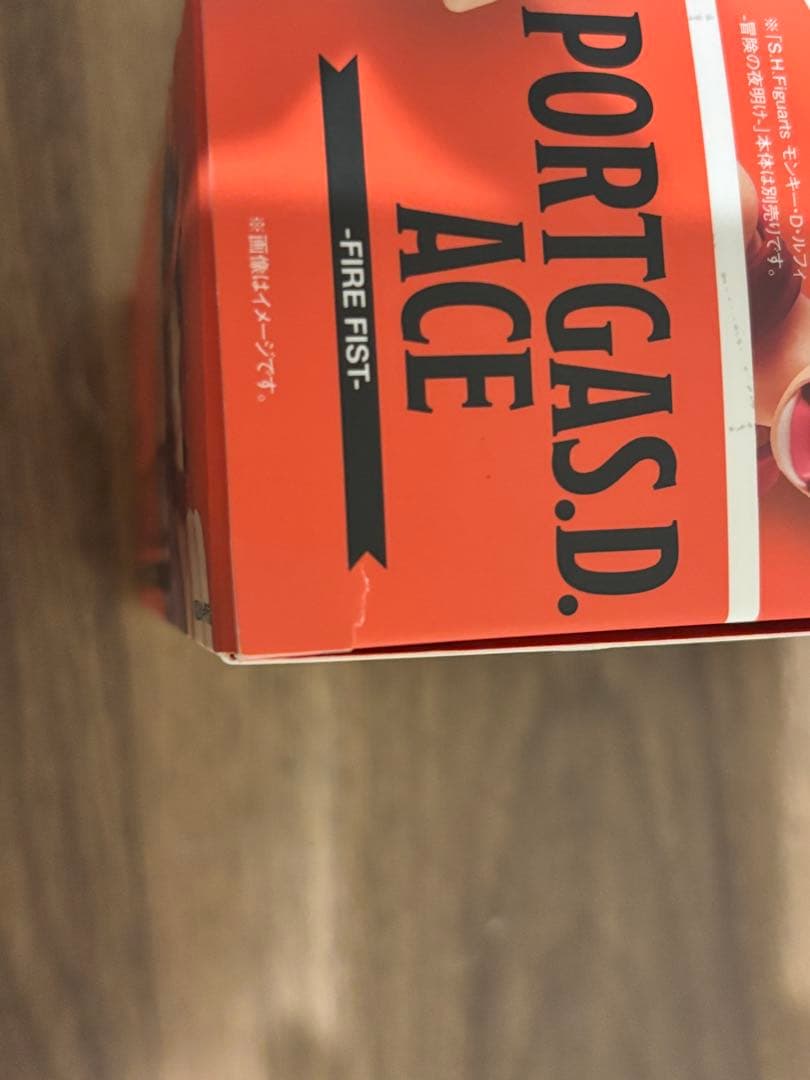 ※「S.H.Figuarts モンキー・D・ルフィ
-冒険の夜明け-」本体は別売りです。
PORTGAS.D.
ACE
-FIRE FIST-
※画像はイメージです。